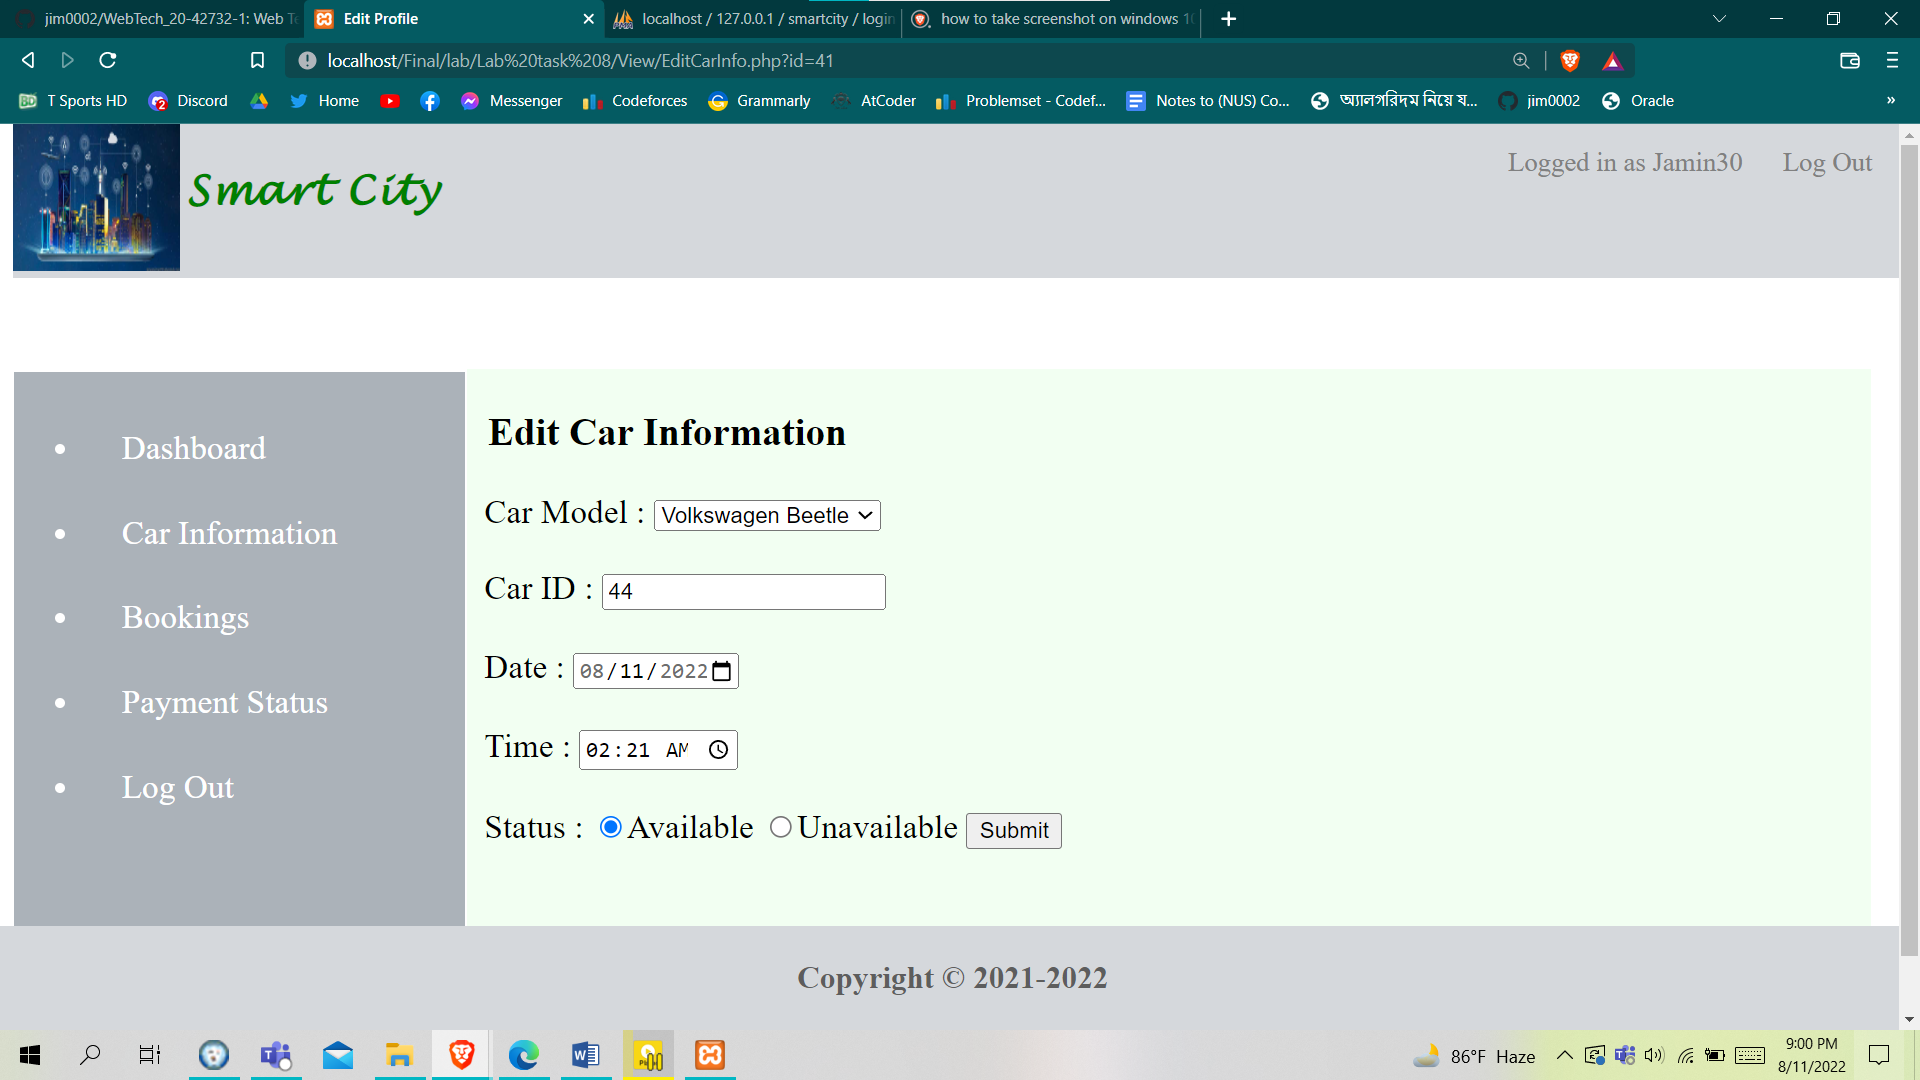 jim0002/WebTech_20-42732-1: Web Te
Edit Profile
localhost / 127.0.0.1 / smartcity / login
how to take screenshot on windows 10
localhost/Final/lab/Lab%20task%208/View/EditCarInfo.php?id=41
T Sports HD
Discord
Home
Messenger
Codeforces
Grammarly
AtCoder
Problemset - Codef...
Notes to (NUS) Co...
অ্যালগরিদম নিয়ে য...
jim0002
Oracle
Smart City
Logged in as Jamin30
Log Out
Dashboard
Car Information
Bookings
Payment Status
Log Out
Edit Car Information
Car Model : Volkswagen Beetle
Car ID : 44
Date : 08/11/2022
Time : 02:21 AM
Status : Available Unavailable Submit
Copyright © 2021-2022
86°F Haze
9:00 PM
8/11/2022